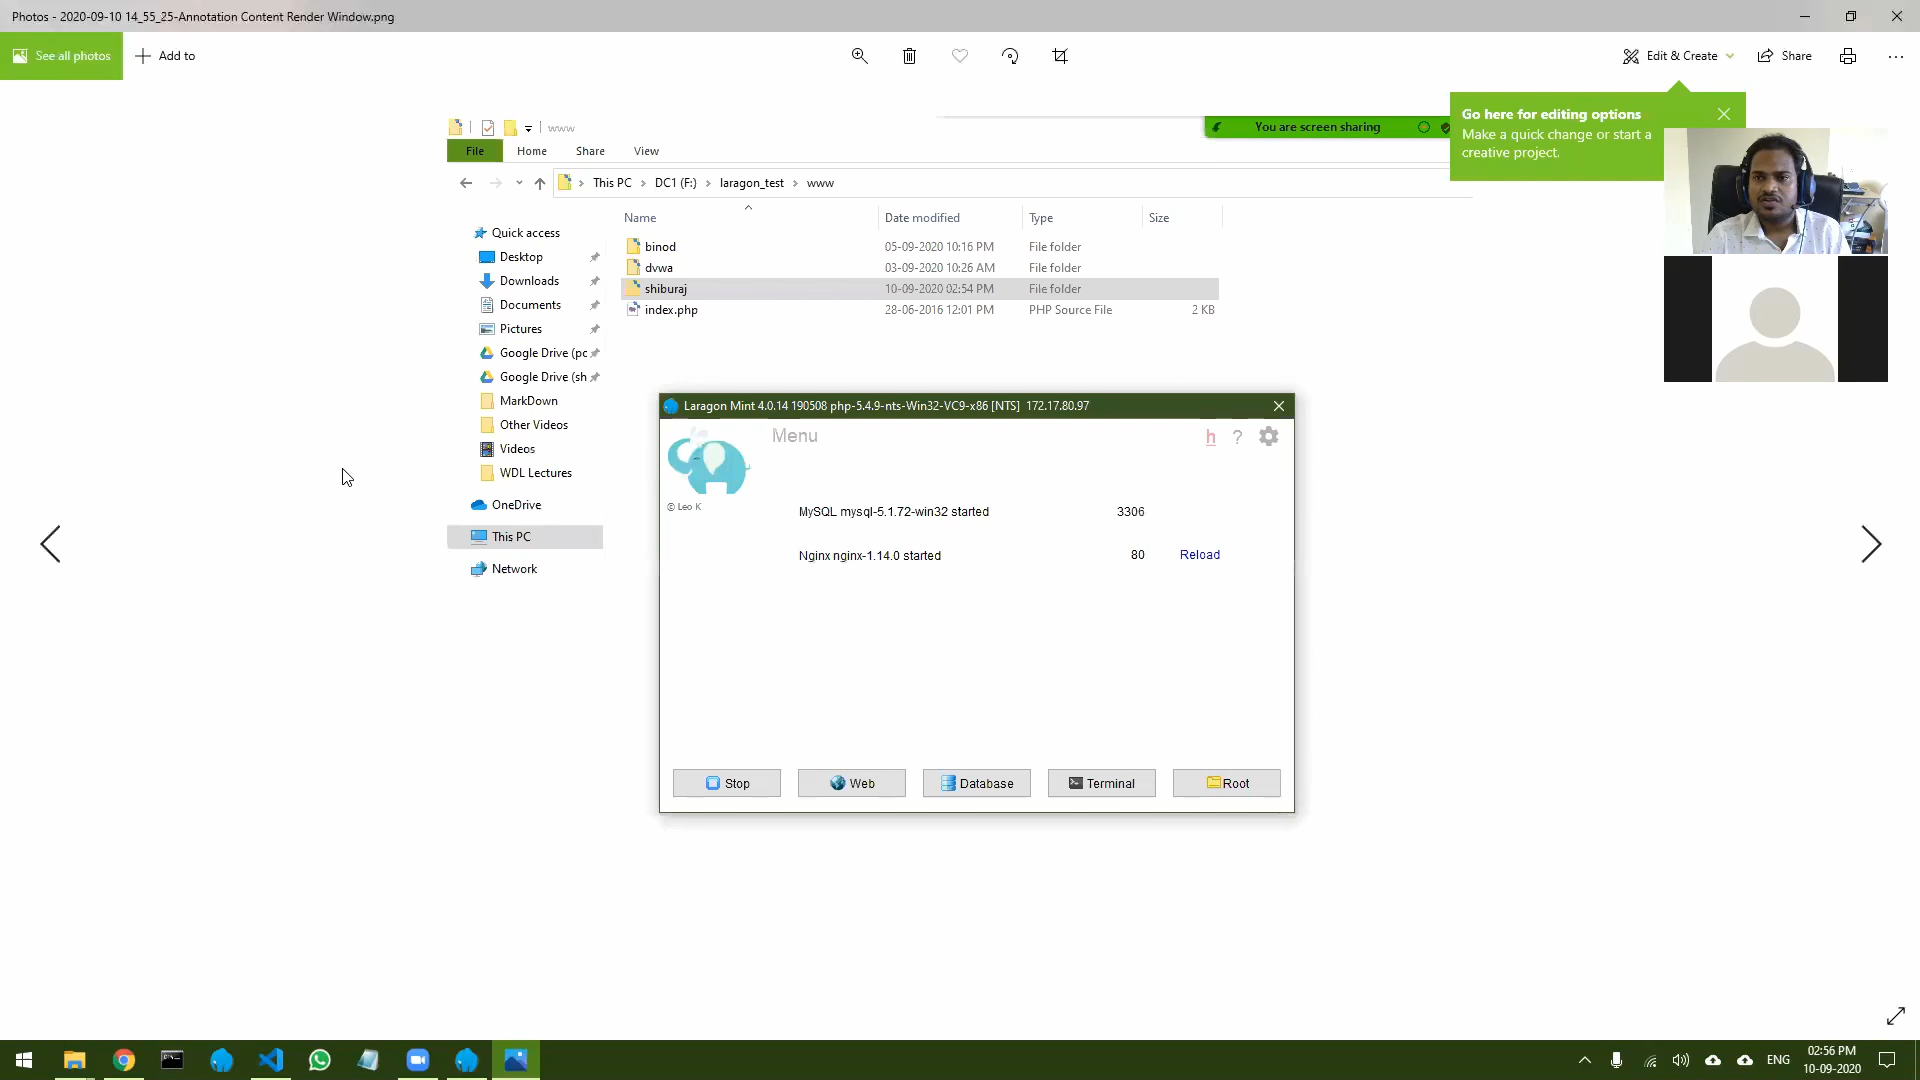 Photos - 2020-09-10 14_55_25-Annotation Content Render Window.png
See all photos
Add to
Edit & Create
Share
Go here for editing options
Make a quick change or start a
creative project.
You are screen sharing
www
File Home Share View
This PC DC1 (F:) laragon_test www
Name Date modified Type Size
binod 05-09-2020 10:16 PM File folder
dvwa 03-09-2020 10:26 AM File folder
shiburaj 10-09-2020 02:54 PM File folder
index.php 28-06-2016 12:01 PM PHP Source File 2 KB
Quick access
Desktop
Downloads
Documents
Pictures
Google Drive (pc
Google Drive (sh
MarkDown
Other Videos
Videos
WDL Lectures
OneDrive
This PC
Network
Laragon Mint 4.0.14 190508 php-5.4.9-nts-Win32-VC9-x86 [NTS] 172.17.80.97
Menu
h ?
© Leo K
MySQL mysql-5.1.72-win32 started 3306
Nginx nginx-1.14.0 started 80 Reload
Stop Web Database Terminal Root
ENG
02:56 PM
10-09-2020